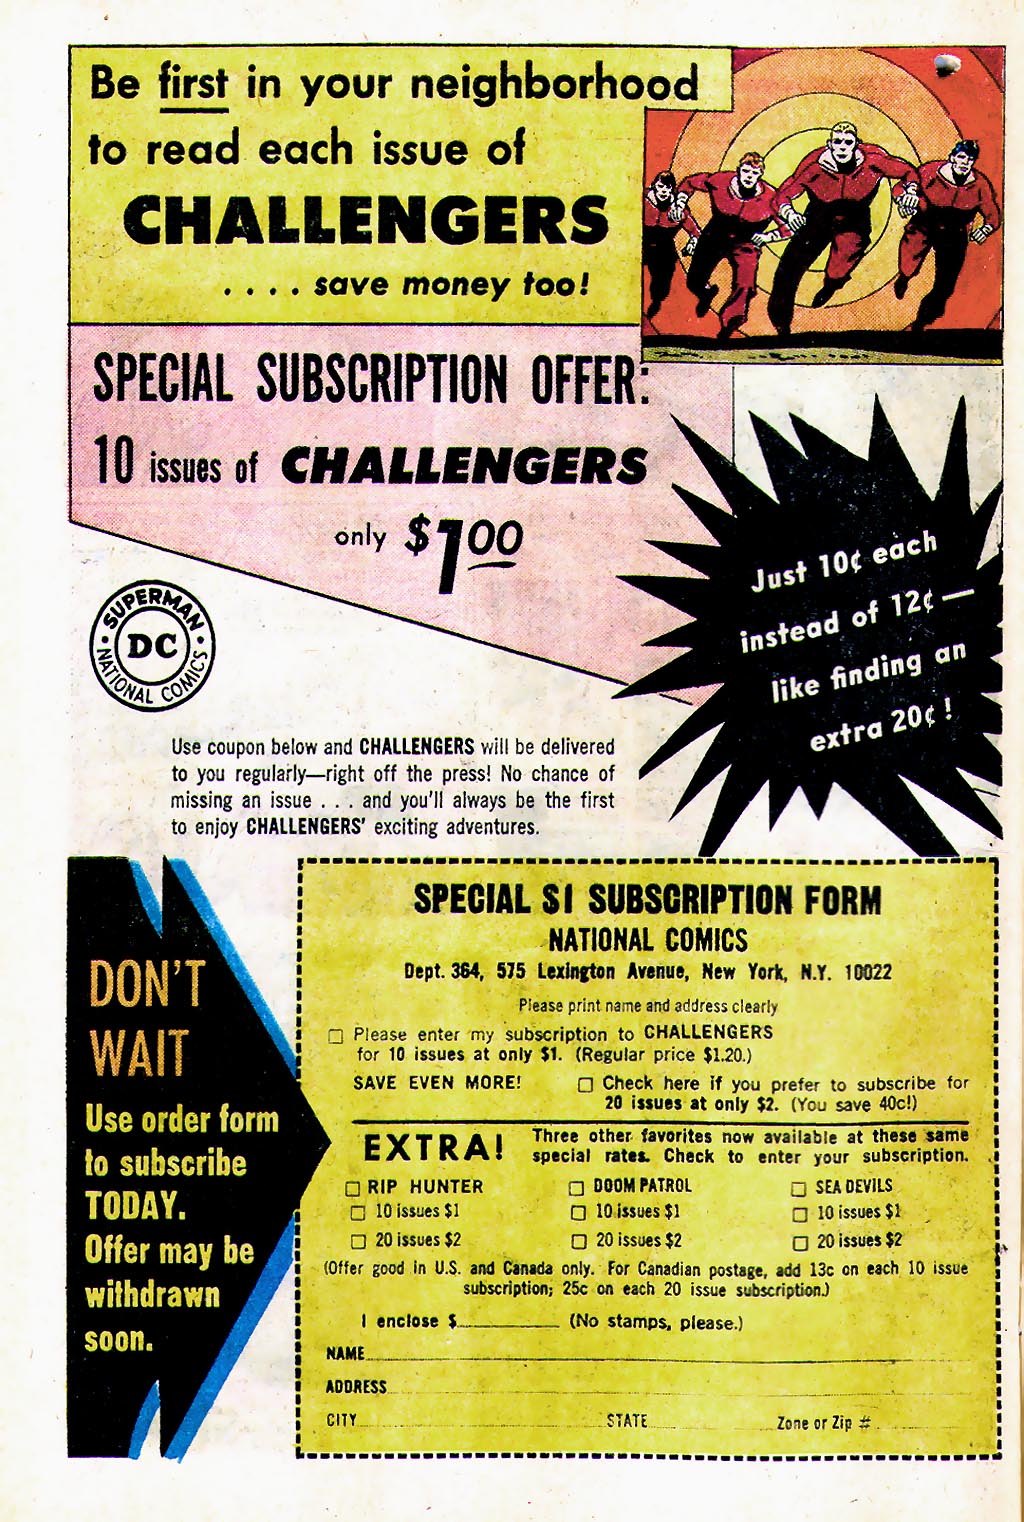 Be first in your neighborhood
to read each issue of
CHALLENGERS
. . . . save money too!
SPECIAL SUBSCRIPTION OFFER:
10 issues of CHALLENGERS
only $1.00
Just 10¢ each
instead of 12¢—
like finding an
extra 20¢!
SUPERMAN
DC
NATIONAL COMICS
Use coupon below and CHALLENGERS will be delivered
to you regularly—right off the press! No chance of
missing an issue . . . and you'll always be the first
to enjoy CHALLENGERS' exciting adventures.
DON'T
WAIT
Use order form
to subscribe
TODAY.
Offer may be
withdrawn
soon.
SPECIAL $1 SUBSCRIPTION FORM
NATIONAL COMICS
Dept. 364, 575 Lexington Avenue, New York, N.Y. 10022
Please print name and address clearly
Please enter my subscription to CHALLENGERS
for 10 issues at only $1. (Regular price $1.20.)
SAVE EVEN MORE! Check here if you prefer to subscribe for
20 issues at only $2. (You save 40c!)
EXTRA! Three other favorites now available at these same
special rates. Check to enter your subscription.
RIP HUNTER DOOM PATROL SEA DEVILS
10 issues $1 10 issues $1 10 issues $1
20 issues $2 20 issues $2 20 issues $2
(Offer good in U.S. and Canada only. For Canadian postage, add 13c on each 10 issue
subscription; 25c on each 20 issue subscription.)
I enclose $ (No stamps, please.)
NAME
ADDRESS
CITY STATE Zone or Zip #